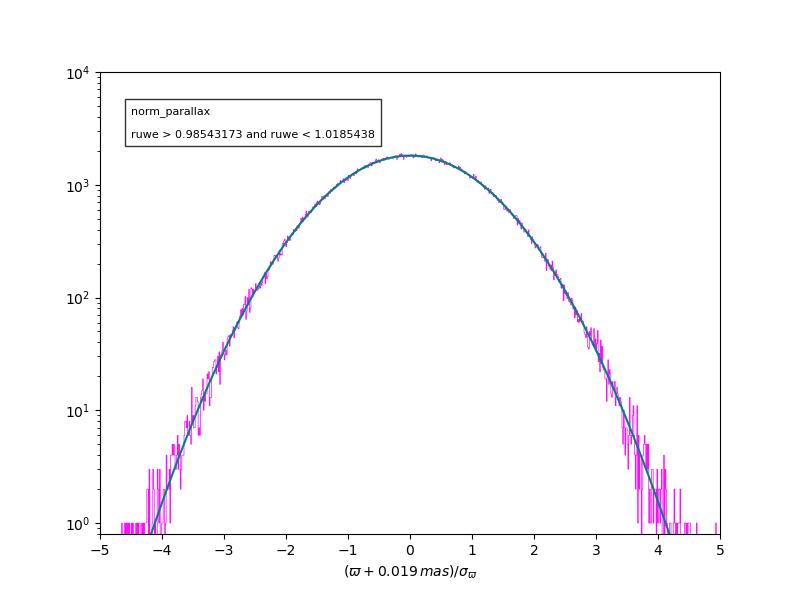 10⁴
norm_parallax
ruwe > 0.98543173 and ruwe < 1.0185438
10³
10²
10¹
10⁰
−5 −4 −3 −2 −1 0 1 2 3 4 5
(ϖ + 0.019 mas)/σ_ϖ